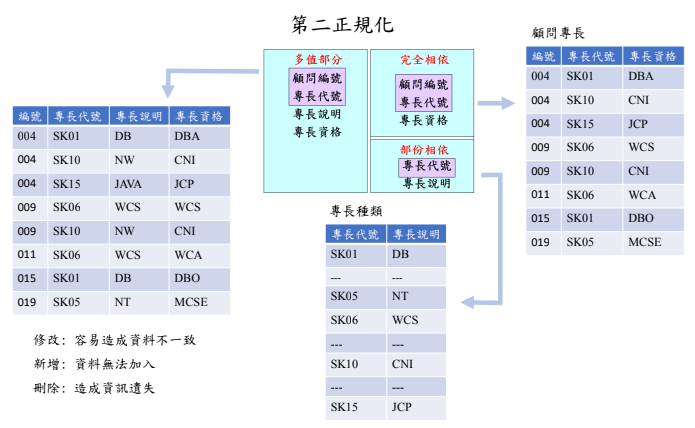 第二正規化
多值部分
顧問編號
專長代號
專長說明
專長資格
完全相依
顧問編號
專長代號
專長資格
部份相依
專長代號
專長說明
編號 專長代號 專長說明 專長資格
004 SK01 DB DBA
004 SK10 NW CNI
004 SK15 JAVA JCP
009 SK06 WCS WCS
009 SK10 NW CNI
011 SK06 WCS WCA
015 SK01 DB DBO
019 SK05 NT MCSE
修改: 容易造成資料不一致
新增: 資料無法加入
刪除: 造成資訊遺失
專長種類
專長代號 專長說明
SK01 DB
--- ---
SK05 NT
SK06 WCS
--- ---
SK10 CNI
--- ---
SK15 JCP
顧問專長
編號 專長代號 專長資格
004 SK01 DBA
004 SK10 CNI
004 SK15 JCP
009 SK06 WCS
009 SK10 CNI
011 SK06 WCA
015 SK01 DBO
019 SK05 MCSE